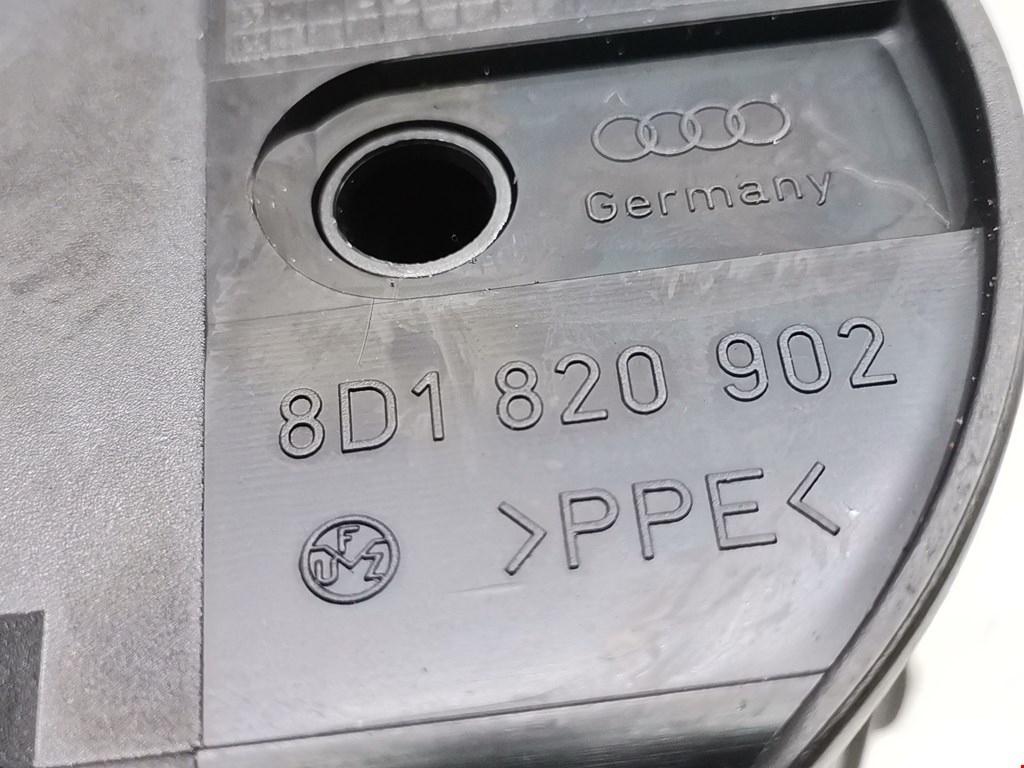 Germany
8D1 820 902
>PPE<
F
U Z